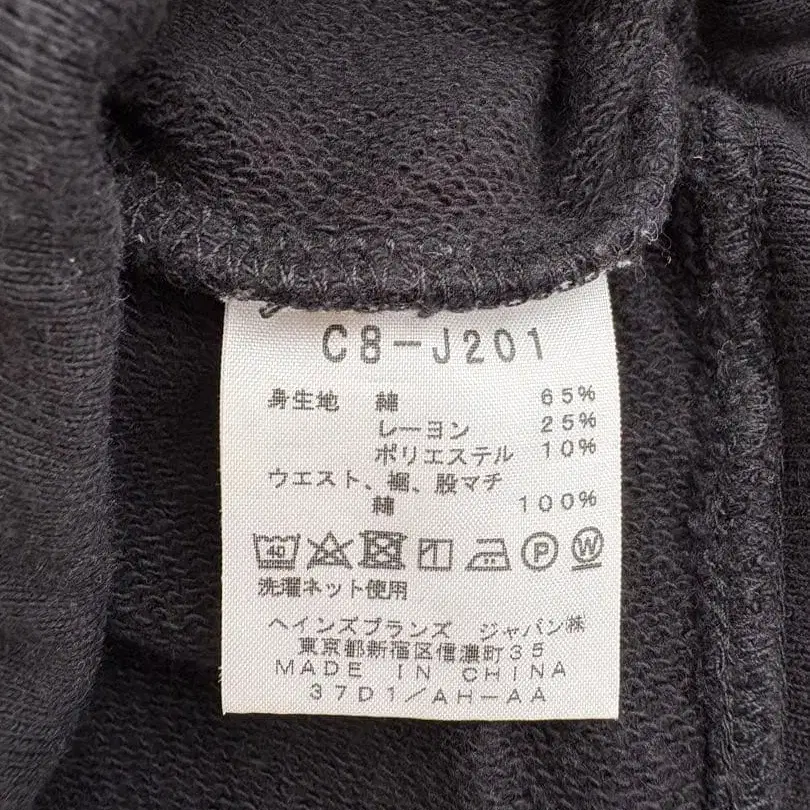 C8-J201
身生地 綿 65%
レーヨン 25%
ポリエステル 10%
ウエスト、裾、股マチ
綿 100%
40 P W
洗濯ネット使用
ヘインズブランズ ジャパン㈱
東京都新宿区信濃町35
MADE IN CHINA
37D1/AH-AA